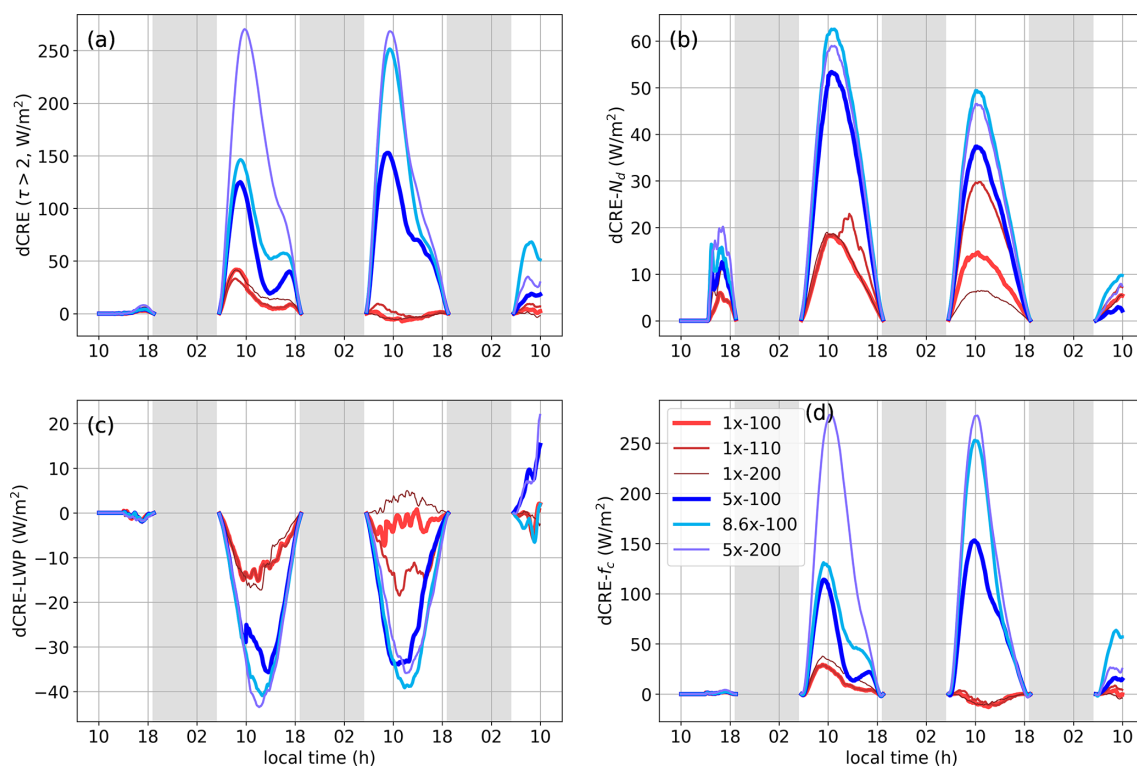 (a)
dCRE (τ > 2, W/m²)
250
200
150
100
50
0
10 18 02 10 18 02 10 18 02 10
(b)
dCRE-N_d (W/m²)
60
50
40
30
20
10
0
10 18 02 10 18 02 10 18 02 10
(c)
dCRE-LWP (W/m²)
20
10
0
−10
−20
−30
−40
10 18 02 10 18 02 10 18 02 10
local time (h)
(d)
1x-100
1x-110
1x-200
5x-100
8.6x-100
5x-200
dCRE-f_c (W/m²)
250
200
150
100
50
0
10 18 02 10 18 02 10 18 02 10
local time (h)